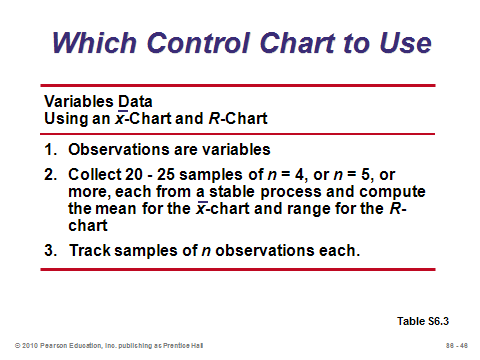 Which Control Chart to Use
Variables Data
Using an x̄-Chart and R-Chart
1. Observations are variables
2. Collect 20 - 25 samples of n = 4, or n = 5, or
more, each from a stable process and compute
the mean for the x̄-chart and range for the R-
chart
3. Track samples of n observations each.
Table S6.3
© 2010 Pearson Education, Inc. publishing as Prentice Hall
S6 - 46